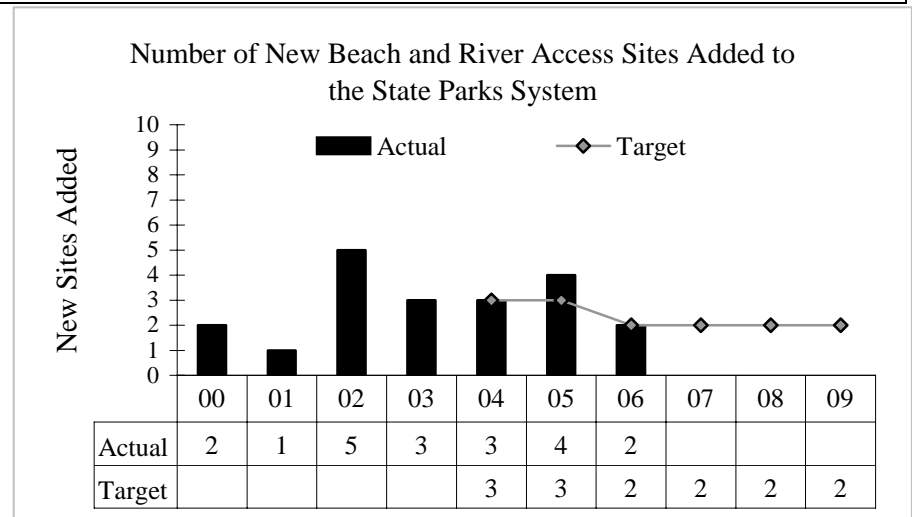 Number of New Beach and River Access Sites Added to
the State Parks System
New Sites Added
10
9
8
7
6
5
4
3
2
1
0
Actual
Target
00 01 02 03 04 05 06 07 08 09
Actual 2 1 5 3 3 4 2
Target 3 3 2 2 2 2